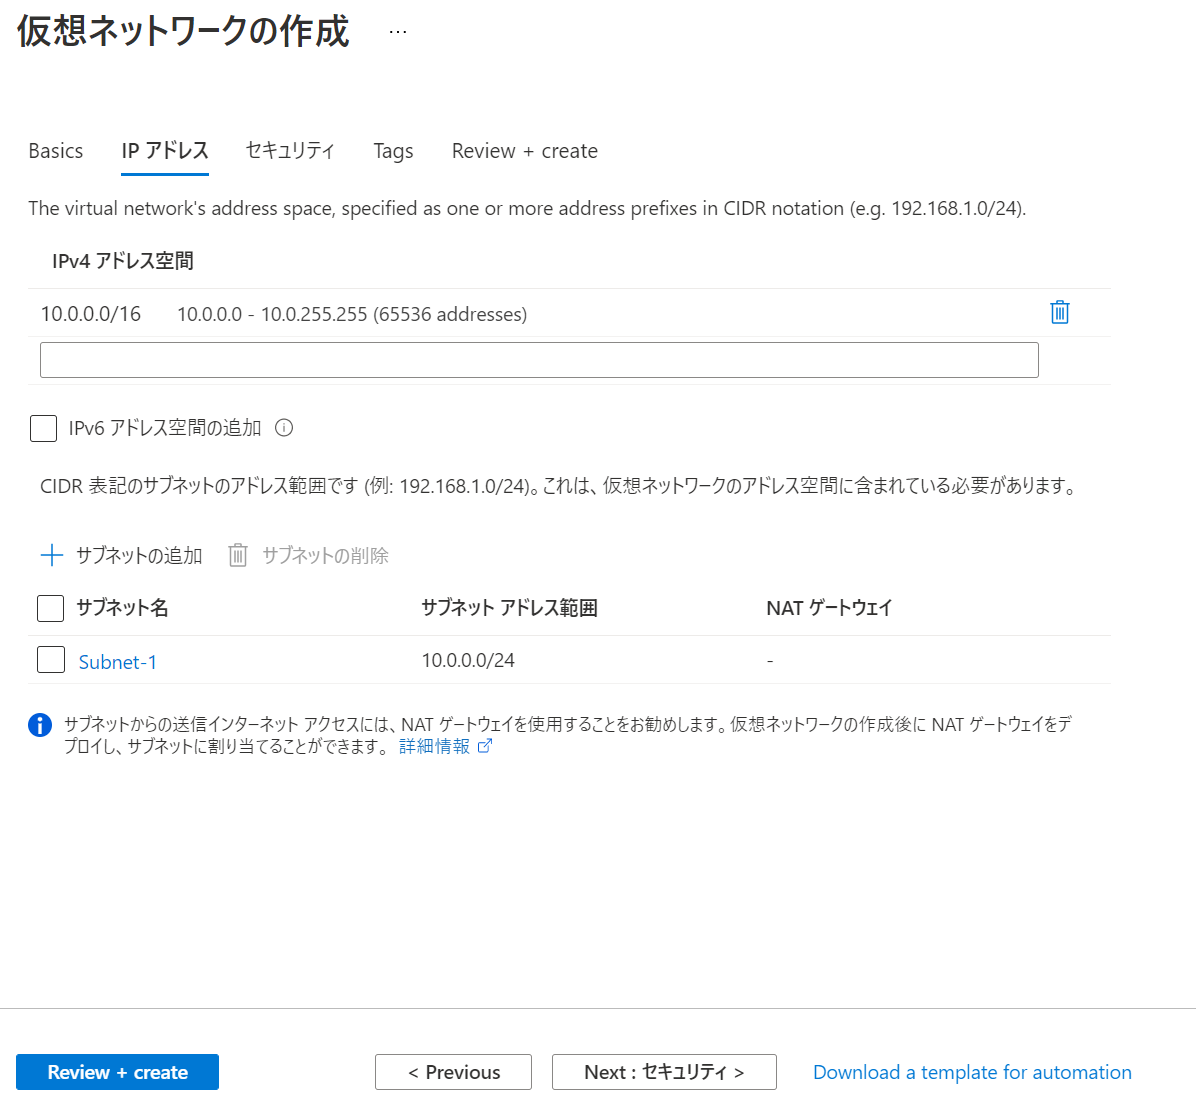 仮想ネットワークの作成 ...
Basics IP アドレス セキュリティ Tags Review + create
The virtual network's address space, specified as one or more address prefixes in CIDR notation (e.g. 192.168.1.0/24).
IPv4 アドレス空間
10.0.0.0/16 10.0.0.0 - 10.0.255.255 (65536 addresses)
IPv6 アドレス空間の追加
CIDR 表記のサブネットのアドレス範囲です (例: 192.168.1.0/24)。これは、仮想ネットワークのアドレス空間に含まれている必要があります。
サブネットの追加 サブネットの削除
サブネット名 サブネット アドレス範囲 NAT ゲートウェイ
Subnet-1 10.0.0.0/24 -
サブネットからの送信インターネット アクセスには、NAT ゲートウェイを使用することをお勧めします。仮想ネットワークの作成後に NAT ゲートウェイをデ
プロイし、サブネットに割り当てることができます。 詳細情報
Review + create < Previous Next : セキュリティ > Download a template for automation